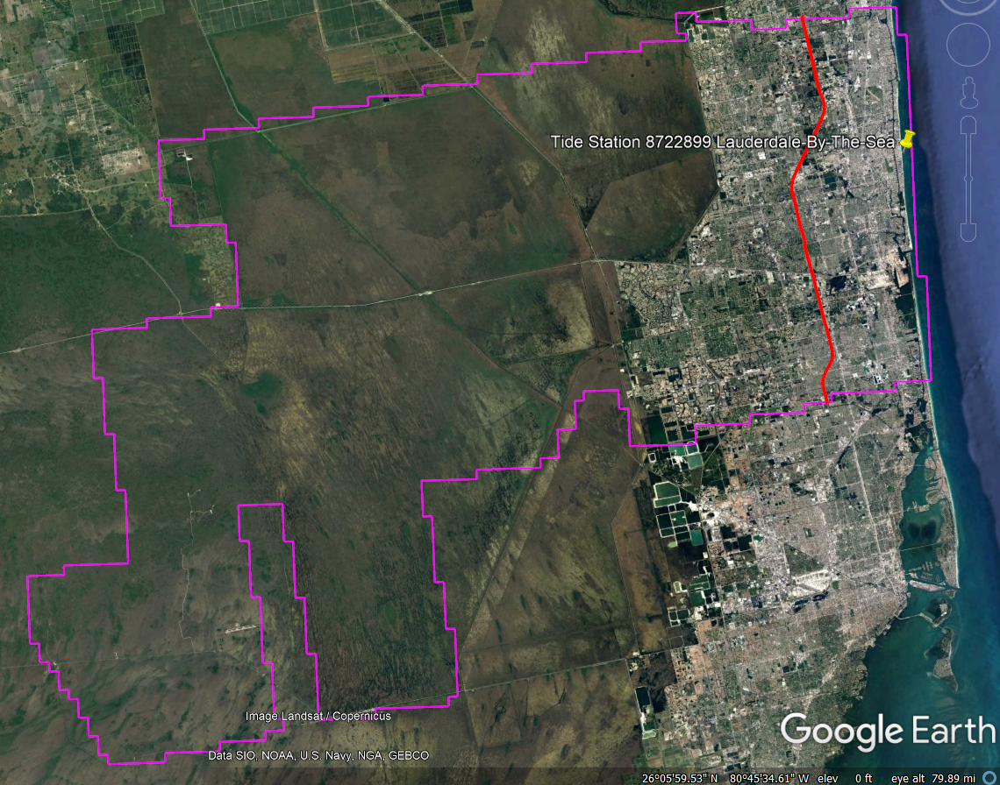 Tide Station 8722899 Lauderdale-By-The-Sea
Image Landsat / Copernicus
Google Earth
Data SIO, NOAA, U.S. Navy, NGA, GEBCO
26°05'59.53" N 80°45'34.61" W elev 0 ft eye alt 79.89 mi